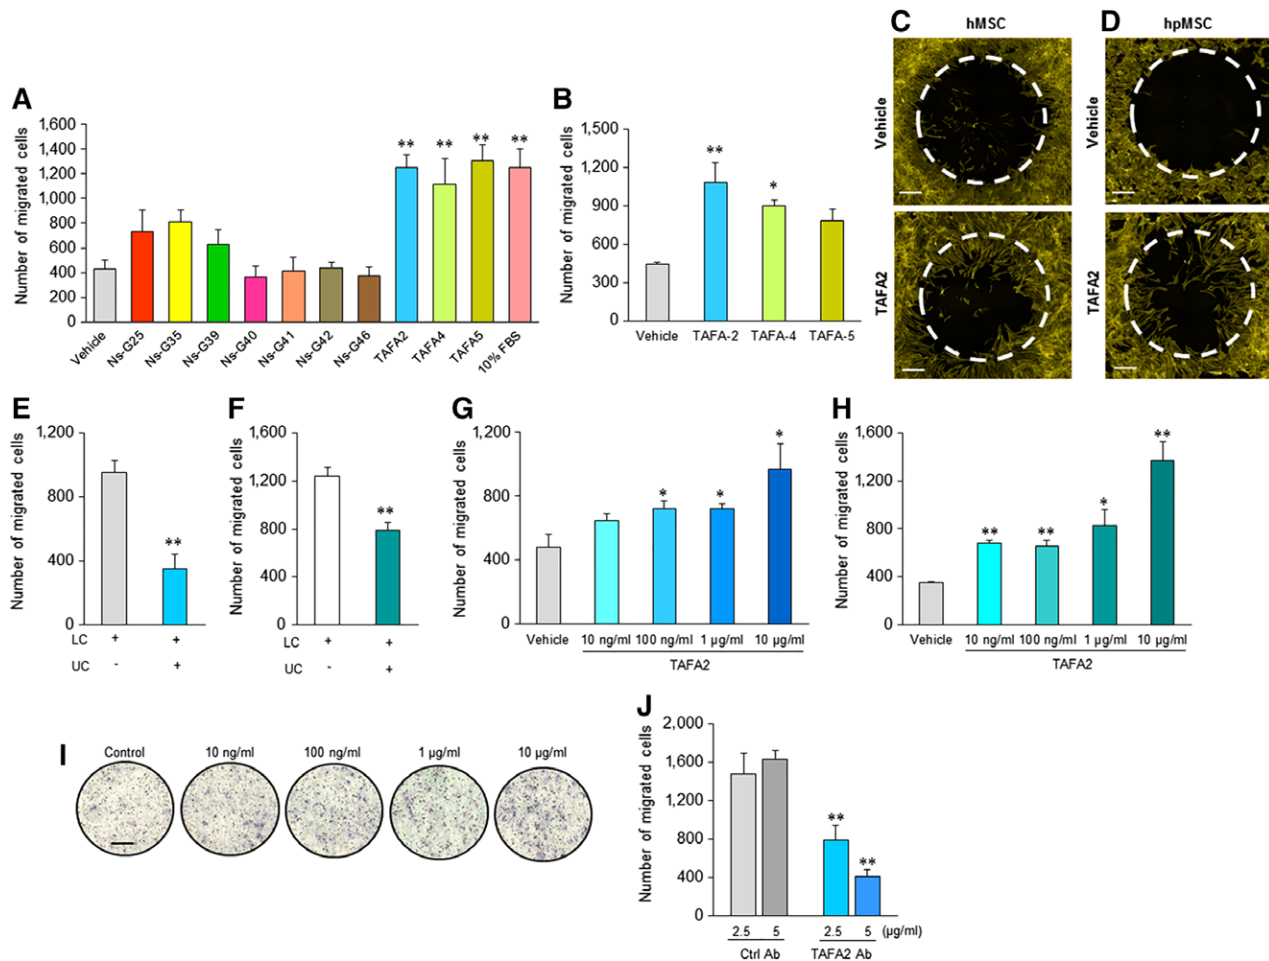 A
Number of migrated cells
1,600
1,400
1,200
1,000
800
600
400
200
0
** ** ** **
Vehicle Ns-G25 Ns-G35 Ns-G39 Ns-G40 Ns-G41 Ns-G42 Ns-G46 TAFA2 TAFA4 TAFA5 10% FBS
B
Number of migrated cells
1,500
1,200
900
600
300
0
** *
Vehicle TAFA-2 TAFA-4 TAFA-5
C
hMSC
Vehicle
TAFA2
D
hpMSC
Vehicle
TAFA2
E
Number of migrated cells
1,200
800
400
0
**
LC + +
UC - +
F
Number of migrated cells
1,600
1,200
800
400
0
**
LC + +
UC - +
G
Number of migrated cells
1,200
800
400
0
* * *
Vehicle 10 ng/ml 100 ng/ml 1 µg/ml 10 µg/ml
TAFA2
H
Number of migrated cells
1,600
1,200
800
400
0
** ** * **
Vehicle 10 ng/ml 100 ng/ml 1 µg/ml 10 µg/ml
TAFA2
I
Control 10 ng/ml 100 ng/ml 1 µg/ml 10 µg/ml
J
Number of migrated cells
2,000
1,600
1,200
800
400
0
** **
2.5 5 2.5 5 (µg/ml)
Ctrl Ab TAFA2 Ab